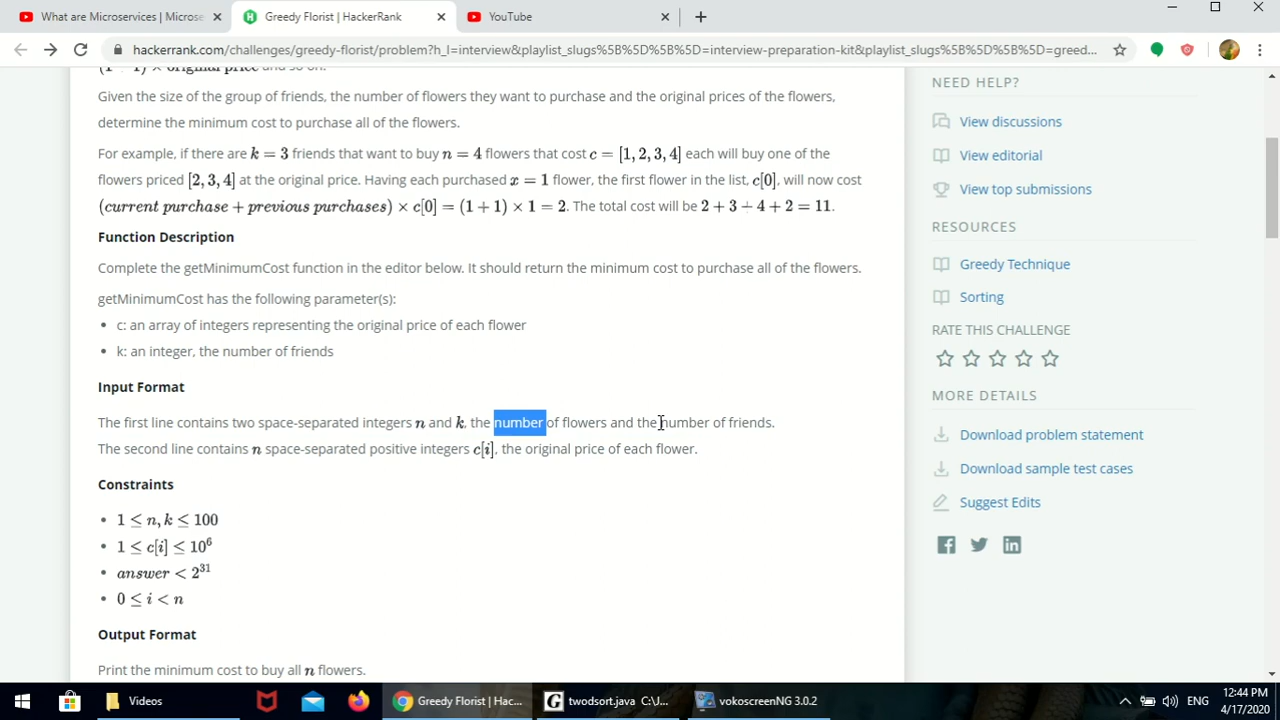 What are Microservices | Microse
Greedy Florist | HackerRank
YouTube
hackerrank.com/challenges/greedy-florist/problem?h_l=interview&playlist_slugs%5B%5D%5B%5D=interview-preparation-kit&playlist_slugs%5B%5D%5B%5D=greed...
original price and so on.
Given the size of the group of friends, the number of flowers they want to purchase and the original prices of the flowers,
determine the minimum cost to purchase all of the flowers.
For example, if there are k = 3 friends that want to buy n = 4 flowers that cost c = [1, 2, 3, 4] each will buy one of the
flowers priced [2, 3, 4] at the original price. Having each purchased x = 1 flower, the first flower in the list, c[0], will now cost
(current purchase + previous purchases) × c[0] = (1 + 1) × 1 = 2. The total cost will be 2 + 3 + 4 + 2 = 11.
Function Description
Complete the getMinimumCost function in the editor below. It should return the minimum cost to purchase all of the flowers.
getMinimumCost has the following parameter(s):
• c: an array of integers representing the original price of each flower
• k: an integer, the number of friends
Input Format
The first line contains two space-separated integers n and k, the number of flowers and the number of friends.
The second line contains n space-separated positive integers c[i], the original price of each flower.
Constraints
• 1 ≤ n, k ≤ 100
• 1 ≤ c[i] ≤ 10⁶
• answer < 2³¹
• 0 ≤ i < n
Output Format
Print the minimum cost to buy all n flowers.
NEED HELP?
View discussions
View editorial
View top submissions
RESOURCES
Greedy Technique
Sorting
RATE THIS CHALLENGE
MORE DETAILS
Download problem statement
Download sample test cases
Suggest Edits
Videos
Greedy Florist | Hac...
twodsort.java C:\J...
vokoscreenNG 3.0.2
ENG
12:44 PM
4/17/2020